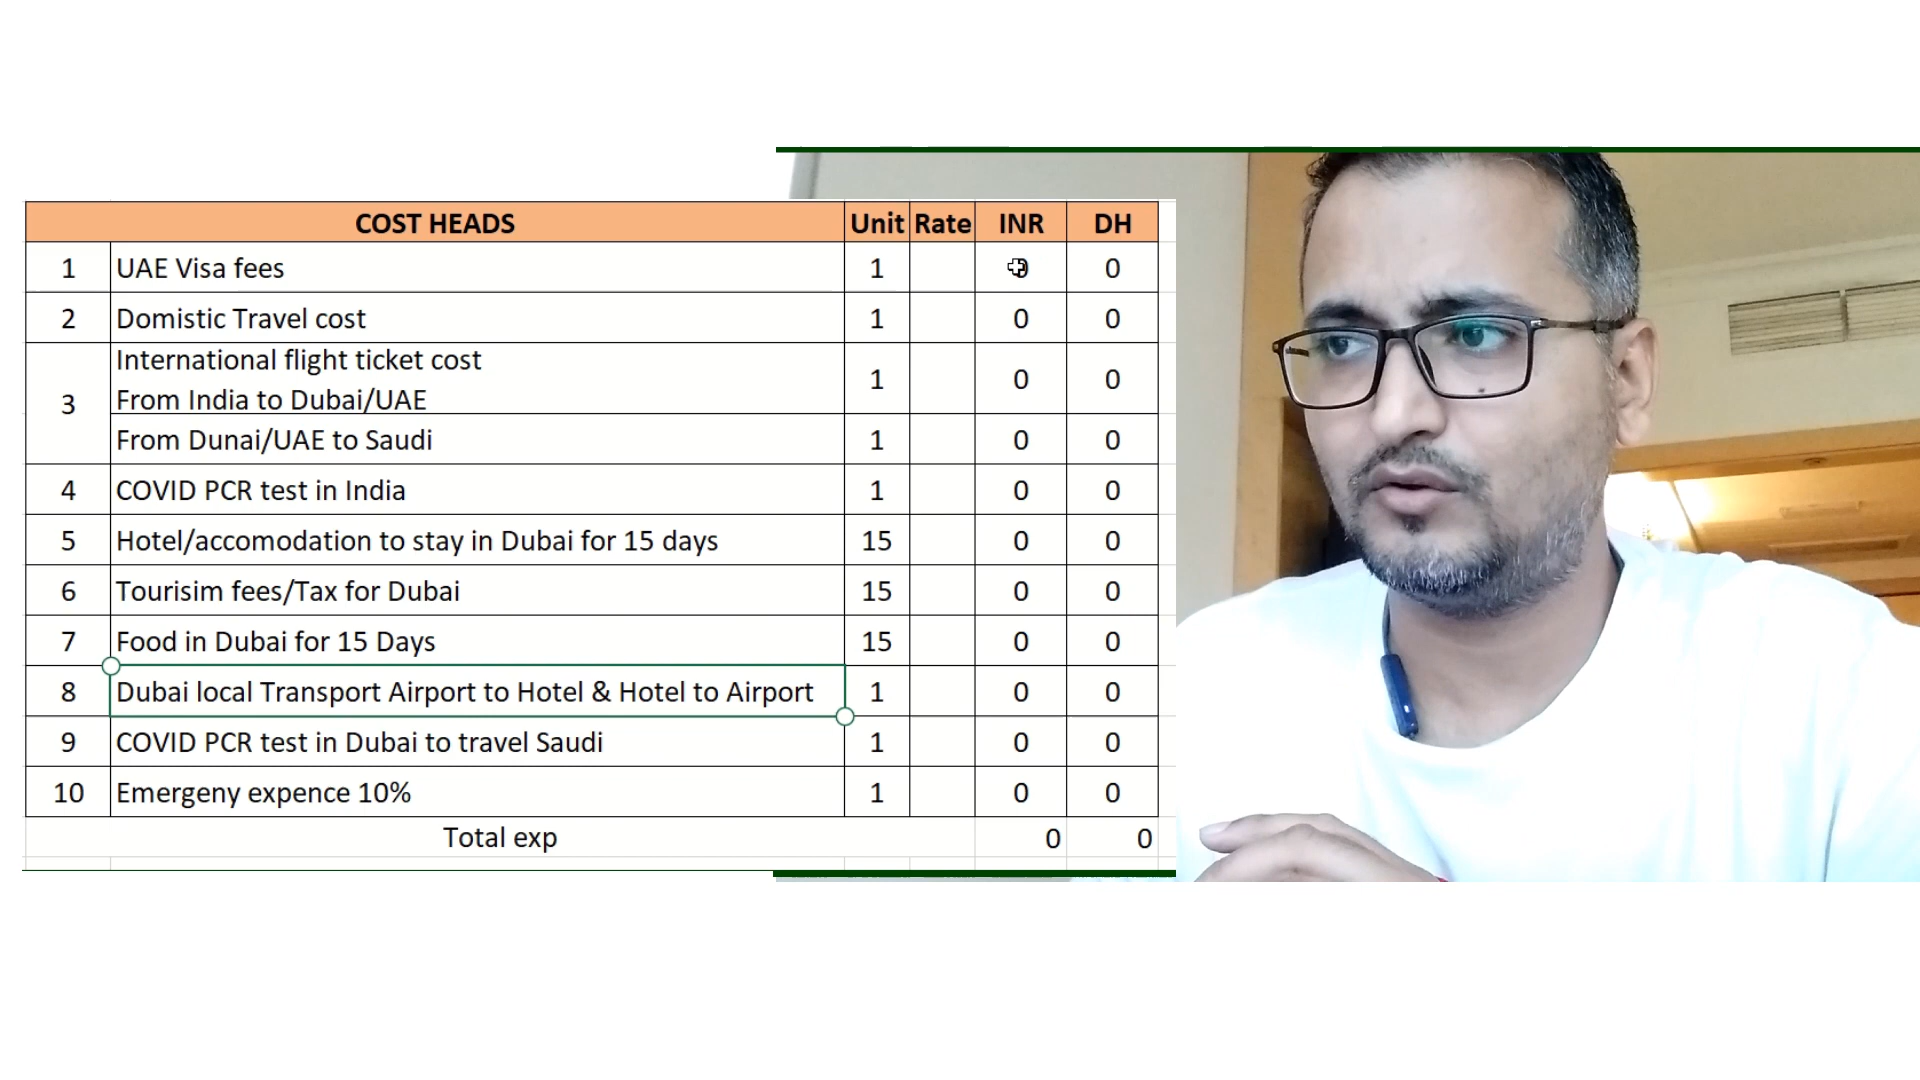 COST HEADS Unit Rate INR DH
1 UAE Visa fees 1 0 0
2 Domistic Travel cost 1 0 0
3 International flight ticket cost
From India to Dubai/UAE 1 0 0
From Dunai/UAE to Saudi 1 0 0
4 COVID PCR test in India 1 0 0
5 Hotel/accomodation to stay in Dubai for 15 days 15 0 0
6 Tourisim fees/Tax for Dubai 15 0 0
7 Food in Dubai for 15 Days 15 0 0
8 Dubai local Transport Airport to Hotel & Hotel to Airport 1 0 0
9 COVID PCR test in Dubai to travel Saudi 1 0 0
10 Emergeny expence 10% 1 0 0
Total exp 0 0